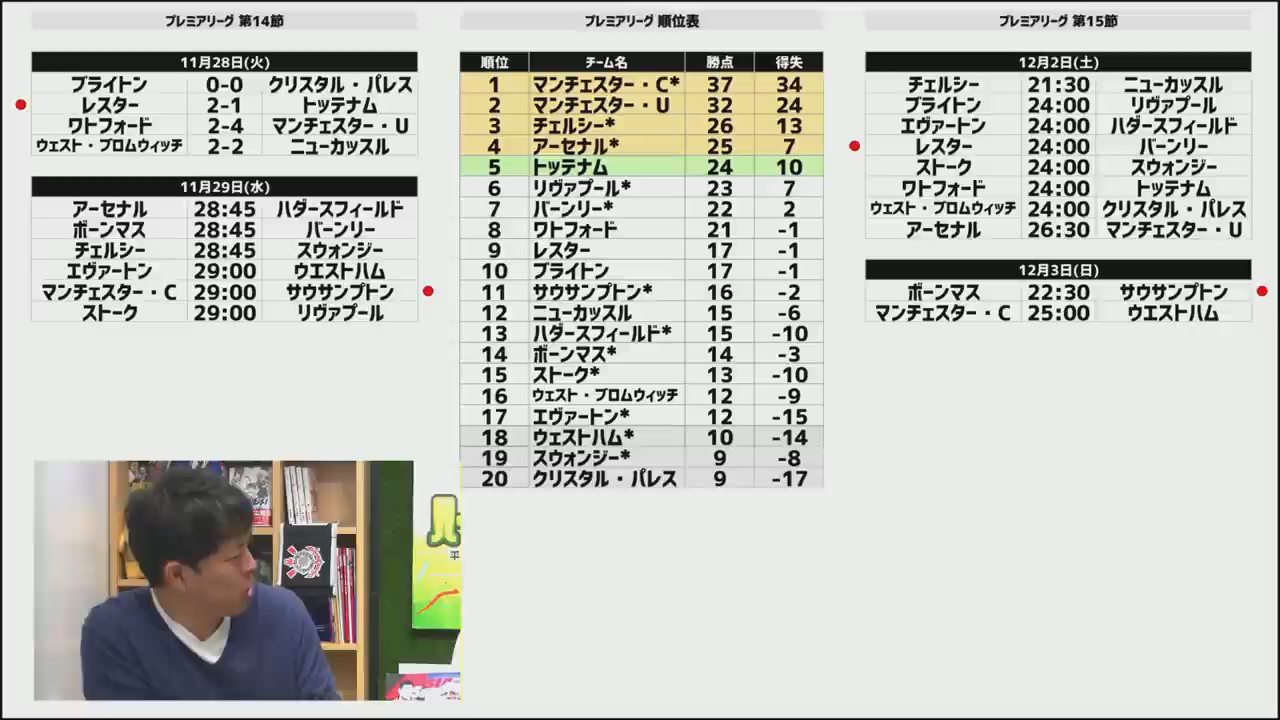 プレミアリーグ 第14節
11月28日(火)
ブライトン 0-0 クリスタル・パレス
レスター 2-1 トッテナム
ワトフォード 2-4 マンチェスター・U
ウェスト・ブロムウィッチ 2-2 ニューカッスル
11月29日(水)
アーセナル 28:45 ハダースフィールド
ボーンマス 28:45 バーンリー
チェルシー 28:45 スウォンジー
エヴァートン 29:00 ウエストハム
マンチェスター・C 29:00 サウサンプトン
ストーク 29:00 リヴァプール
プレミアリーグ 順位表
順位 チーム名 勝点 得失
1 マンチェスター・C* 37 34
2 マンチェスター・U 32 24
3 チェルシー* 26 13
4 アーセナル* 25 7
5 トッテナム 24 10
6 リヴァプール* 23 7
7 バーンリー* 22 2
8 ワトフォード 21 -1
9 レスター 17 -1
10 ブライトン 17 -1
11 サウサンプトン* 16 -2
12 ニューカッスル 15 -6
13 ハダースフィールド* 15 -10
14 ボーンマス* 14 -3
15 ストーク* 13 -10
16 ウェスト・ブロムウィッチ 12 -9
17 エヴァートン* 12 -15
18 ウェストハム* 10 -14
19 スウォンジー* 9 -8
20 クリスタル・パレス 9 -17
プレミアリーグ 第15節
12月2日(土)
チェルシー 21:30 ニューカッスル
ブライトン 24:00 リヴァプール
エヴァートン 24:00 ハダースフィールド
レスター 24:00 バーンリー
ストーク 24:00 スウォンジー
ワトフォード 24:00 トッテナム
ウェスト・ブロムウィッチ 24:00 クリスタル・パレス
アーセナル 26:30 マンチェスター・U
12月3日(日)
ボーンマス 22:30 サウサンプトン
マンチェスター・C 25:00 ウエストハム
平